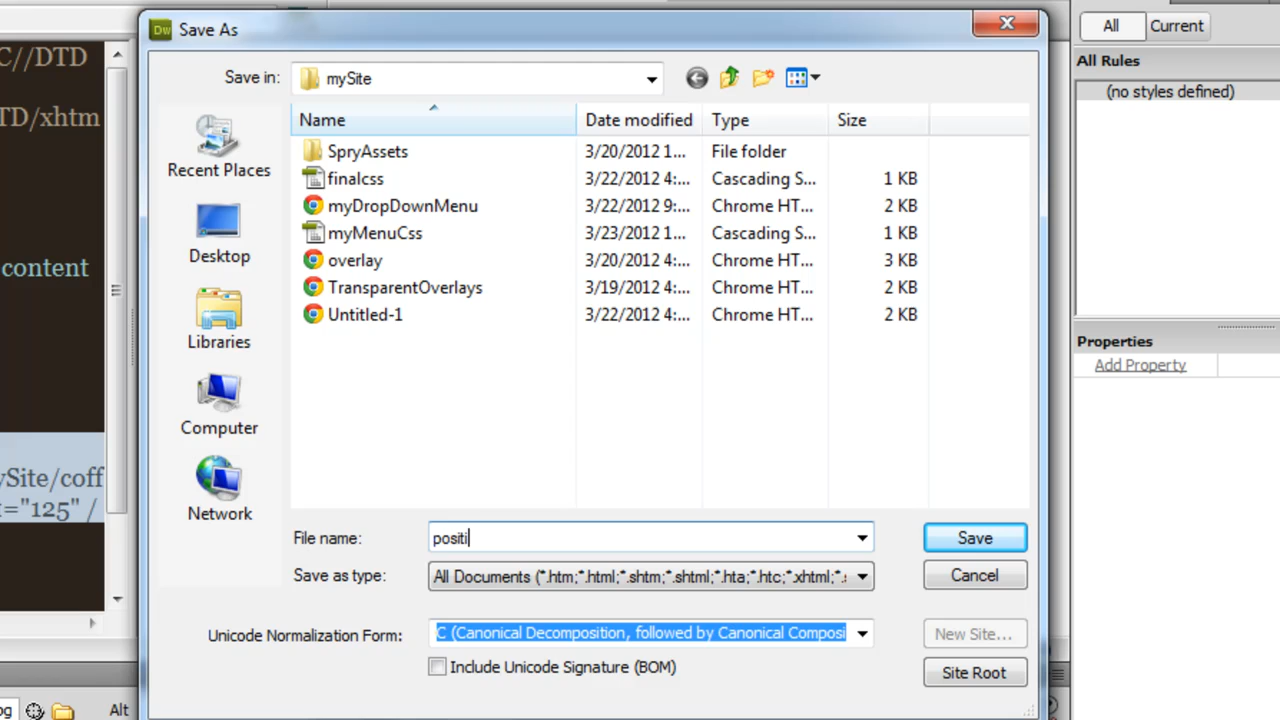 C//DTD
TD/xhtm
content
ySite/coff
t="125" /
Dw Save As
Save in: mySite
Recent Places
Desktop
Libraries
Computer
Network
Name Date modified Type Size
SpryAssets 3/20/2012 1... File folder
finalcss 3/22/2012 4:... Cascading S... 1 KB
myDropDownMenu 3/22/2012 9:... Chrome HT... 2 KB
myMenuCss 3/23/2012 1... Cascading S... 1 KB
overlay 3/20/2012 4:... Chrome HT... 3 KB
TransparentOverlays 3/19/2012 4:... Chrome HT... 2 KB
Untitled-1 3/22/2012 4:... Chrome HT... 2 KB
File name: positi Save
Save as type: All Documents (*.htm;*.html;*.shtm;*.shtml;*.hta;*.htc;*.xhtml;*.: Cancel
Unicode Normalization Form: C (Canonical Decomposition, followed by Canonical Composi New Site...
Include Unicode Signature (BOM) Site Root
Alt
All Current
All Rules
(no styles defined)
Properties
Add Property